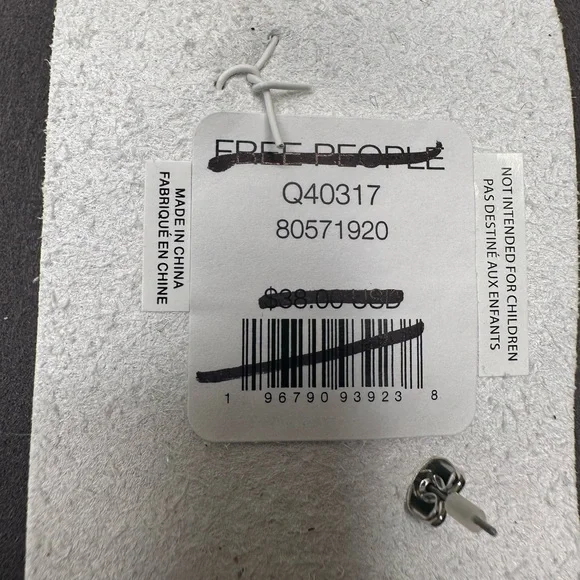 FREE PEOPLE
Q40317
80571920
$38.00 USD
1 96790 93923 8
MADE IN CHINA
FABRIQUÉ EN CHINE
NOT INTENDED FOR CHILDREN
PAS DESTINÉ AUX ENFANTS